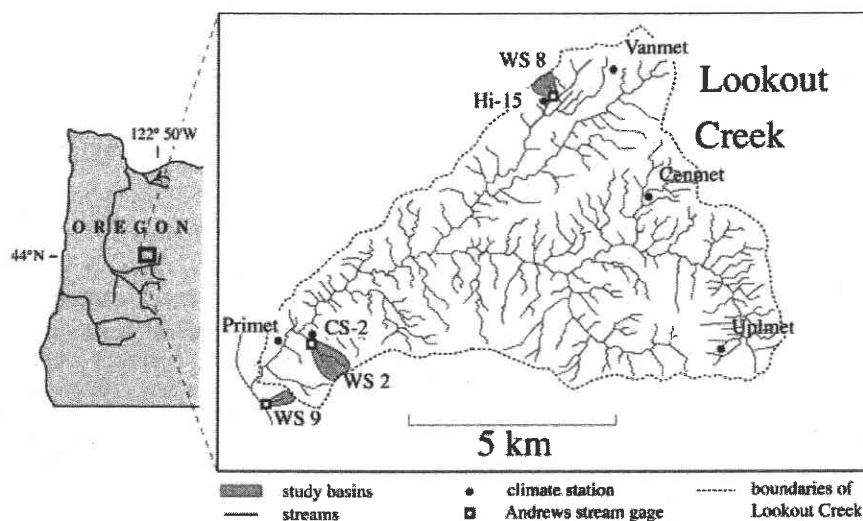 WS 8
Vanmet
Lookout
Creek
Hi-15
122° 50'W
Cenmet
OREGON
44°N
Primet
CS-2
Uplmet
WS 2
WS 9
5 km
study basins
climate station
boundaries of
streams
Andrews stream gage
Lookout Creek